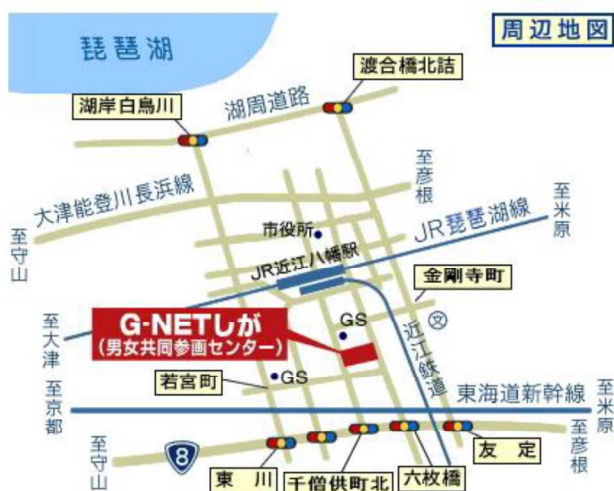 周辺地図
琵琶湖
渡合橋北詰
湖岸白鳥川
湖周道路
至彦根
至米原
大津能登川長浜線
至守山
市役所
JR琵琶湖線
JR近江八幡駅
金剛寺町
G-NETしが
(男女共同参画センター)
GS
文
近江鉄道
至大津
若宮町
GS
至京都
東海道新幹線
至米原
至彦根
至守山
8
東川
千僧供町北
六枚橋
友定